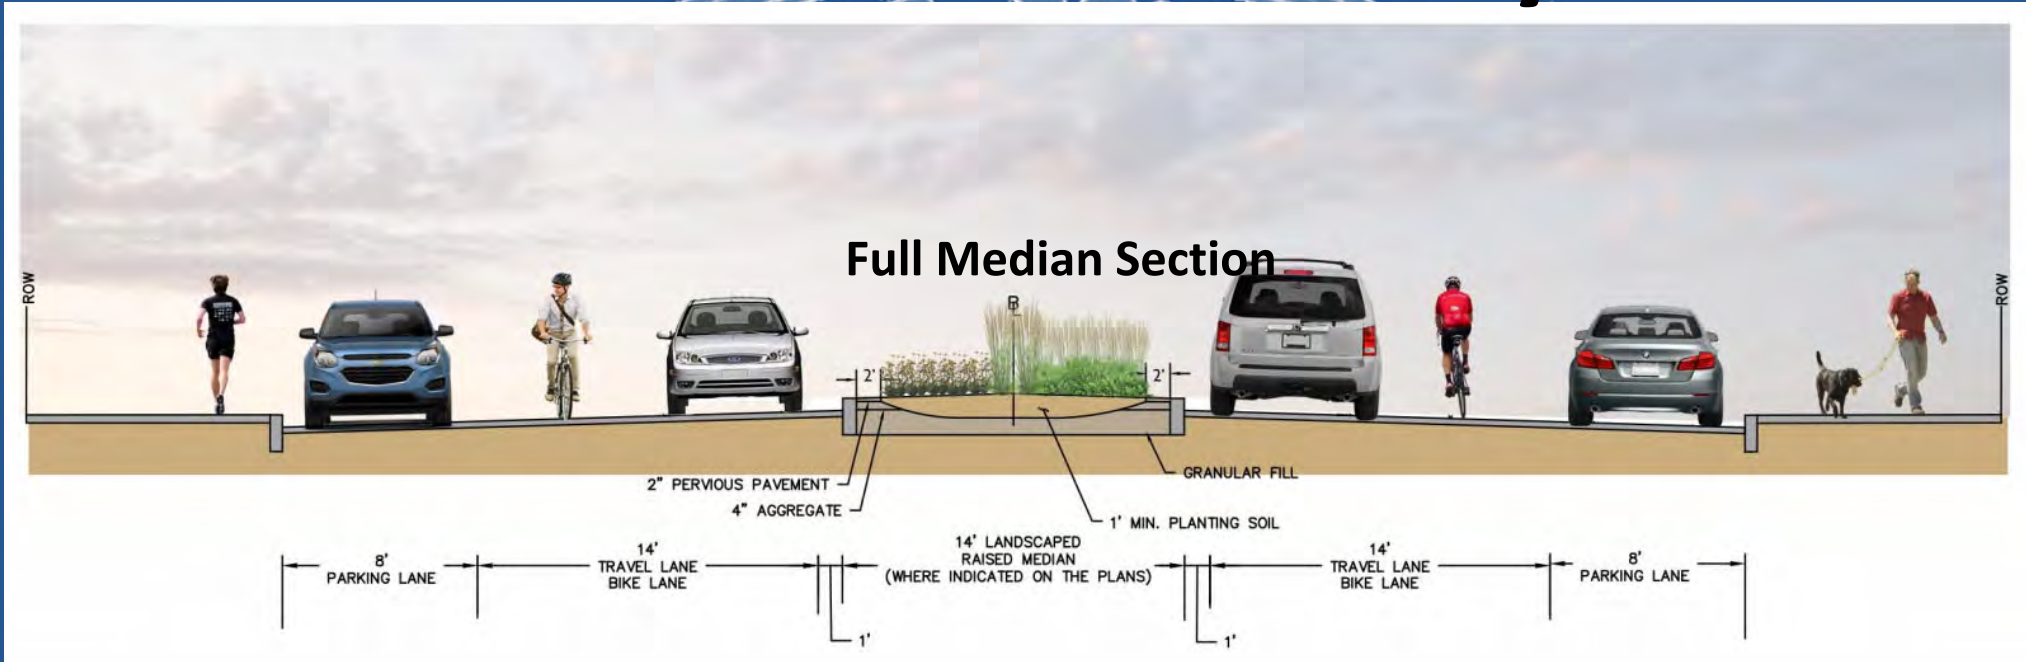 Full Median Section
ROW
ROW
2'
2'
2" PERVIOUS PAVEMENT
4" AGGREGATE
GRANULAR FILL
1' MIN. PLANTING SOIL
8'
PARKING LANE
14'
TRAVEL LANE
BIKE LANE
14' LANDSCAPED
RAISED MEDIAN
(WHERE INDICATED ON THE PLANS)
14'
TRAVEL LANE
BIKE LANE
8'
PARKING LANE
1'
1'